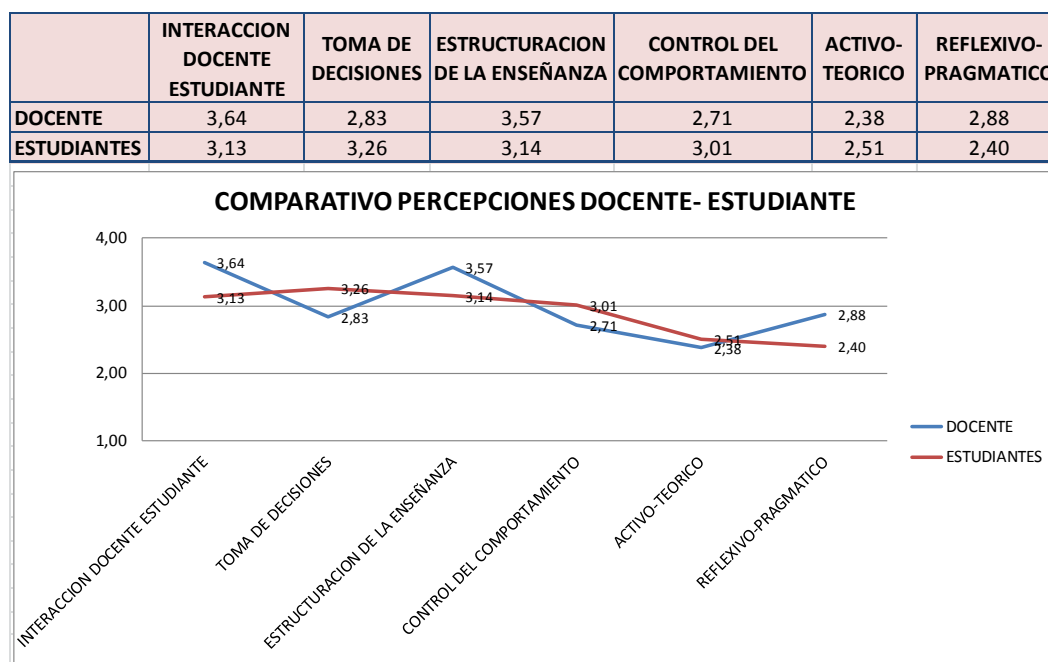 INTERACCION DOCENTE ESTUDIANTE
TOMA DE DECISIONES
ESTRUCTURACION DE LA ENSEÑANZA
CONTROL DEL COMPORTAMIENTO
ACTIVO-TEORICO
REFLEXIVO-PRAGMATICO
DOCENTE 3,64 2,83 3,57 2,71 2,38 2,88
ESTUDIANTES 3,13 3,26 3,14 3,01 2,51 2,40
COMPARATIVO PERCEPCIONES DOCENTE- ESTUDIANTE
4,00
3,00
2,00
1,00
3,64
2,83
3,57
2,71
2,38
2,88
3,13
3,26
3,14
3,01
2,51
2,40
DOCENTE
ESTUDIANTES
INTERACCION DOCENTE ESTUDIANTE
TOMA DE DECISIONES
ESTRUCTURACION DE LA ENSEÑANZA
CONTROL DEL COMPORTAMIENTO
ACTIVO-TEORICO
REFLEXIVO-PRAGMATICO